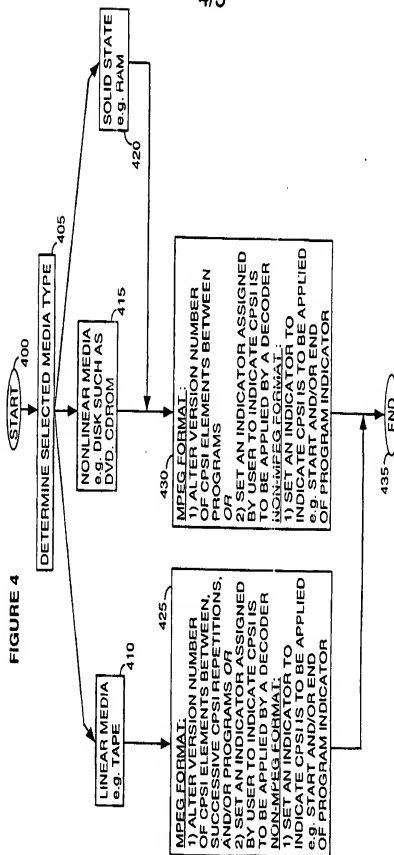 4/5
FIGURE 4
START
400
DETERMINE SELECTED MEDIA TYPE
405
LINEAR MEDIA
e.g. TAPE
410
NONLINEAR MEDIA
e.g. DISK SUCH AS
DVD, CDROM
415
SOLID STATE
e.g. RAM
420
425
MPEG FORMAT:
1) ALTER VERSION NUMBER
OF CPSI ELEMENTS BETWEEN,
SUCCESSIVE CPSI REPETITIONS,
AND/OR PROGRAMS OR
2) SET AN INDICATOR ASSIGNED
BY USER TO INDICATE CPSI IS
TO BE APPLIED BY A DECODER
NON-MPEG FORMAT:
1) SET AN INDICATOR TO
INDICATE CPSI IS TO BE APPLIED
e.g. START AND/OR END
OF PROGRAM INDICATOR
430
MPEG FORMAT:
1) ALTER VERSION NUMBER
OF CPSI ELEMENTS BETWEEN
PROGRAMS
OR
2) SET AN INDICATOR ASSIGNED
BY USER TO INDICATE CPSI IS
TO BE APPLIED BY A DECODER
NON-MPEG FORMAT:
1) SET AN INDICATOR TO
INDICATE CPSI IS TO BE APPLIED
e.g. START AND/OR END
OF PROGRAM INDICATOR
435
END